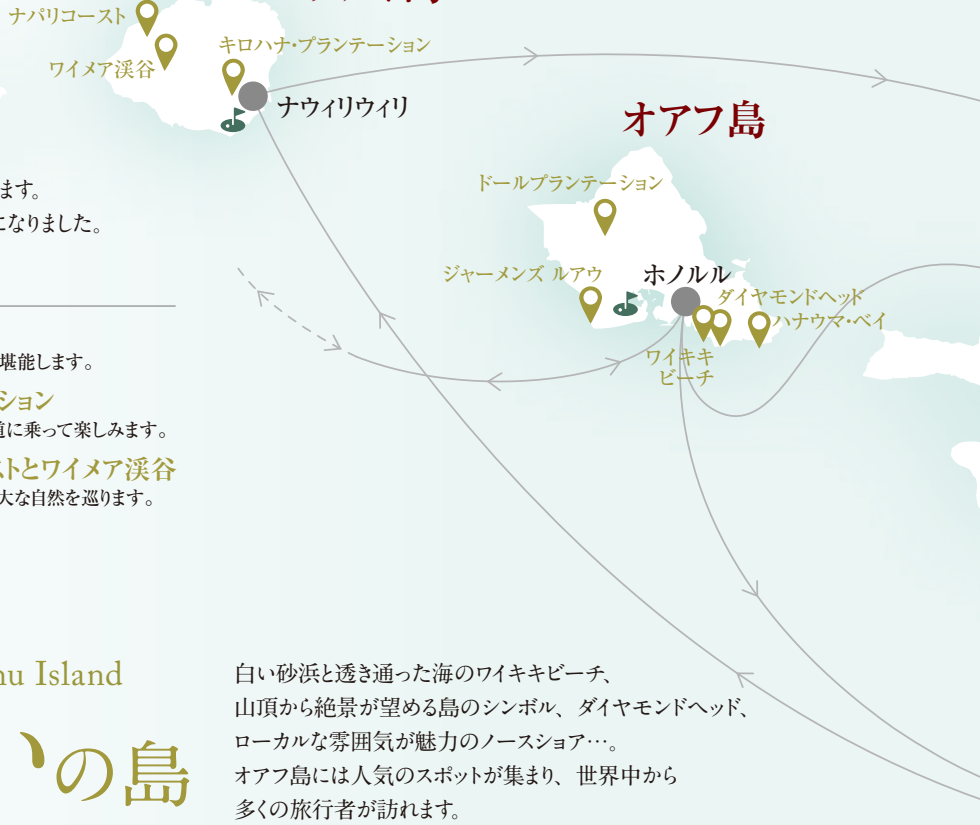 ナパリコースト
キロハナ・プランテーション
ワイメア渓谷
ナウィリウィリ
オアフ島
ドールプランテーション
ます。
になりました。
ジャーメンズ ルアウ
ホノルル
ダイヤモンドヘッド
ハナウマ・ベイ
ワイキキ
ビーチ
堪能します。
ション
道に乗って楽しみます。
ストとワイメア渓谷
大な自然を巡ります。
hu Island
の島
白い砂浜と透き通った海のワイキキビーチ、
山頂から絶景が望める島のシンボル、ダイヤモンドヘッド、
ローカルな雰囲気が魅力のノースショア…。
オアフ島には人気のスポットが集まり、世界中から
多くの旅行者が訪れます。